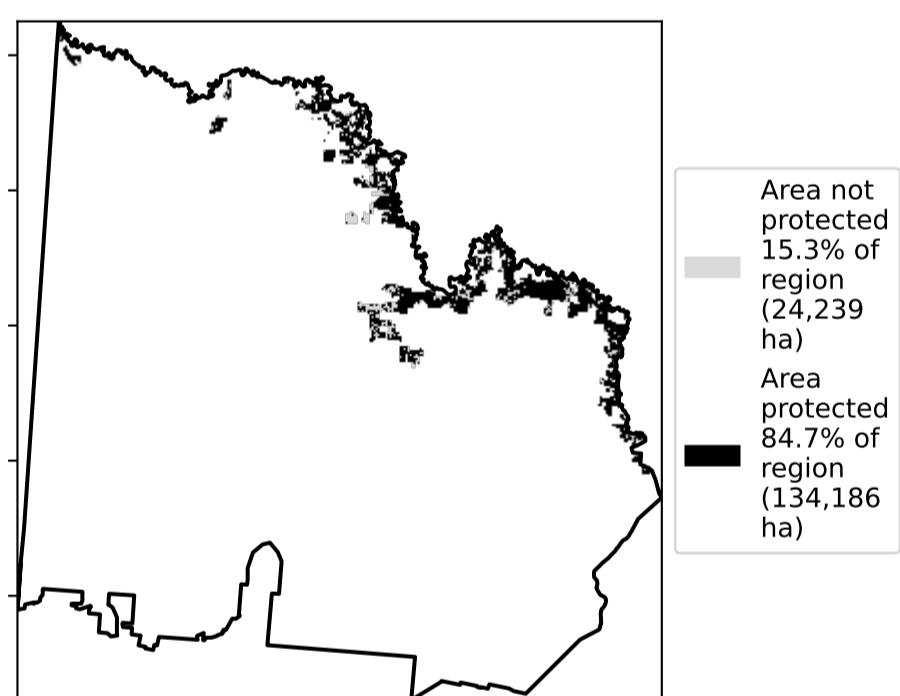 Area not
protected
15.3% of
region
(24,239
ha)
Area
protected
84.7% of
region
(134,186
ha)